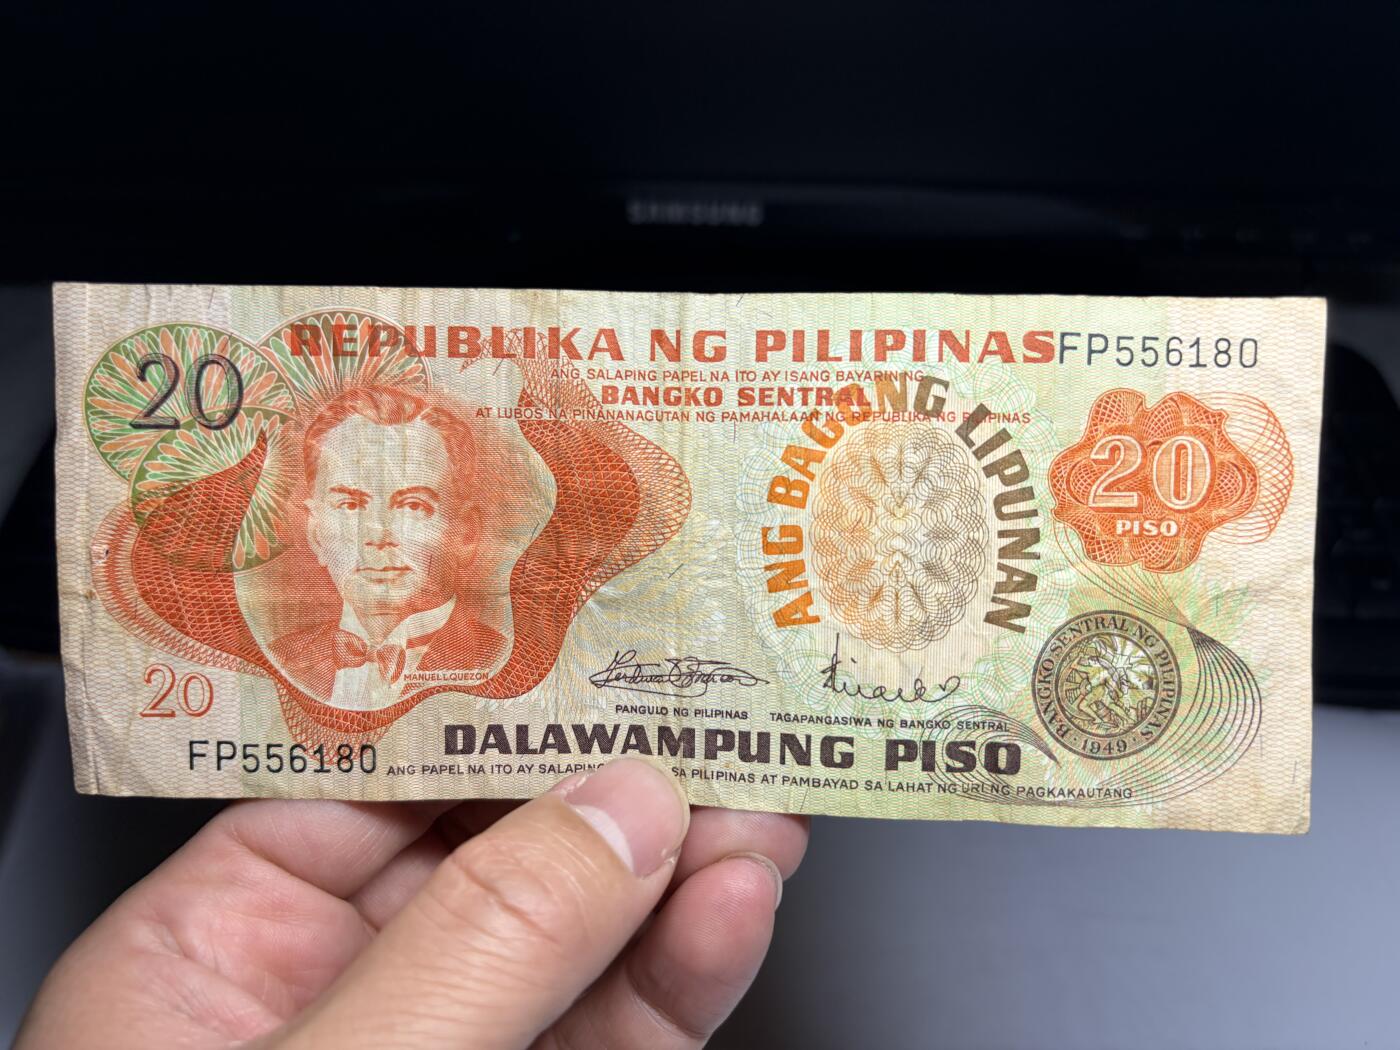 SAMSUNG
20
REPUBLIKA NG PILIPINAS
FP556180
ANG SALAPING PAPEL NA ITO AY ISANG BAYARIN NG
BANGKO SENTRAL
AT LUBOS NA PINANANAGUTAN NG PAMAHALAAN NG REPUBLIKA NG PILIPINAS
ANG BAGONG LIPUNAN
20
PISO
MANUEL L.QUEZON
20
PANGULO NG PILIPINAS
TAGAPANGASIWA NG BANGKO SENTRAL
BANGKO SENTRAL NG PILIPINAS
1949
FP556180
DALAWAMPUNG PISO
ANG PAPEL NA ITO AY SALAPING SA PILIPINAS AT PAMBAYAD SA LAHAT NG URI NG PAGKAKAUTANG